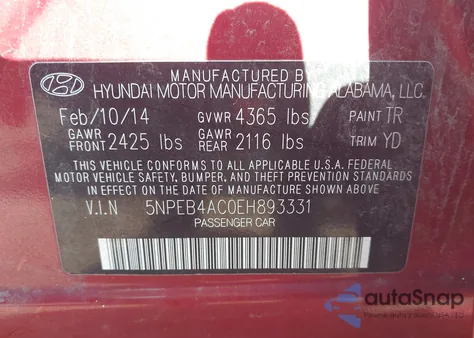 MANUFACTURED BY
HYUNDAI MOTOR MANUFACTURING ALABAMA, LLC.
Feb/10/14 GVWR 4365 lbs PAINT TR
GAWR FRONT 2425 lbs GAWR REAR 2116 lbs TRIM YD
THIS VEHICLE CONFORMS TO ALL APPLICABLE U.S.A. FEDERAL
MOTOR VEHICLE SAFETY, BUMPER, AND THEFT PREVENTION STANDARDS
IN EFFECT ON THE DATE OF MANUFACTURE SHOWN ABOVE.
V.I.N 5NPEB4AC0EH893331
PASSENGER CAR
autoSnap